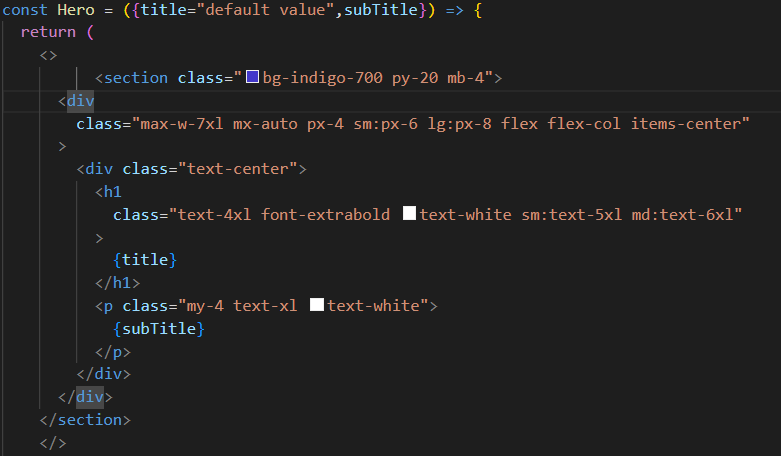 const Hero = ({title="default value",subTitle}) => {
  return (
    <>
          <section class="bg-indigo-700 py-20 mb-4">
      <div
        class="max-w-7xl mx-auto px-4 sm:px-6 lg:px-8 flex flex-col items-center"
      >
        <div class="text-center">
          <h1
            class="text-4xl font-extrabold text-white sm:text-5xl md:text-6xl"
          >
            {title}
          </h1>
          <p class="my-4 text-xl text-white">
            {subTitle}
          </p>
        </div>
      </div>
    </section>
    </>